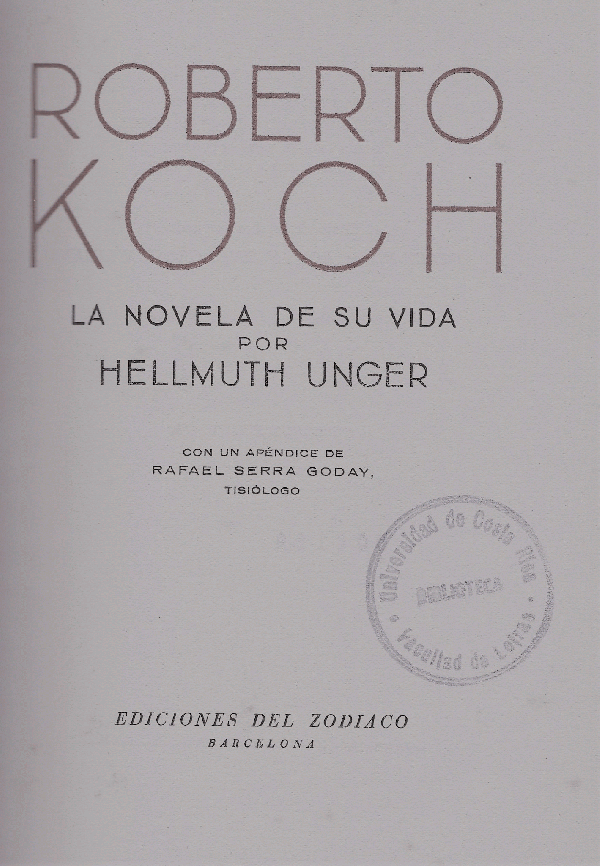 ROBERTO
KOCH
LA NOVELA DE SU VIDA
POR
HELLMUTH UNGER
CON UN APÉNDICE DE
RAFAEL SERRA GODAY,
TISIÓLOGO
Universidad de Costa Rica
BIBLIOTECA
Facultad de Letras
EDICIONES DEL ZODIACO
BARCELONA